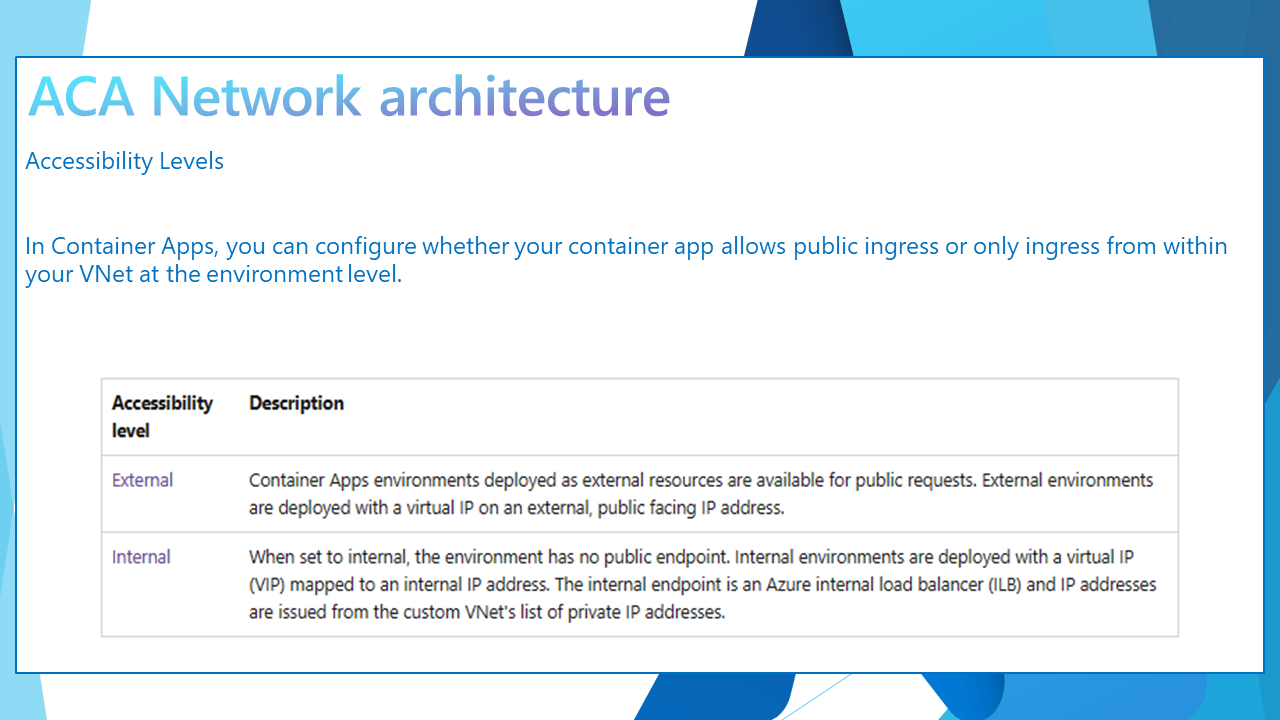 ACA Network architecture
Accessibility Levels
In Container Apps, you can configure whether your container app allows public ingress or only ingress from within
your VNet at the environment level.
Accessibility level
Description
External
Container Apps environments deployed as external resources are available for public requests. External environments
are deployed with a virtual IP on an external, public facing IP address.
Internal
When set to internal, the environment has no public endpoint. Internal environments are deployed with a virtual IP
(VIP) mapped to an internal IP address. The internal endpoint is an Azure internal load balancer (ILB) and IP addresses
are issued from the custom VNet's list of private IP addresses.